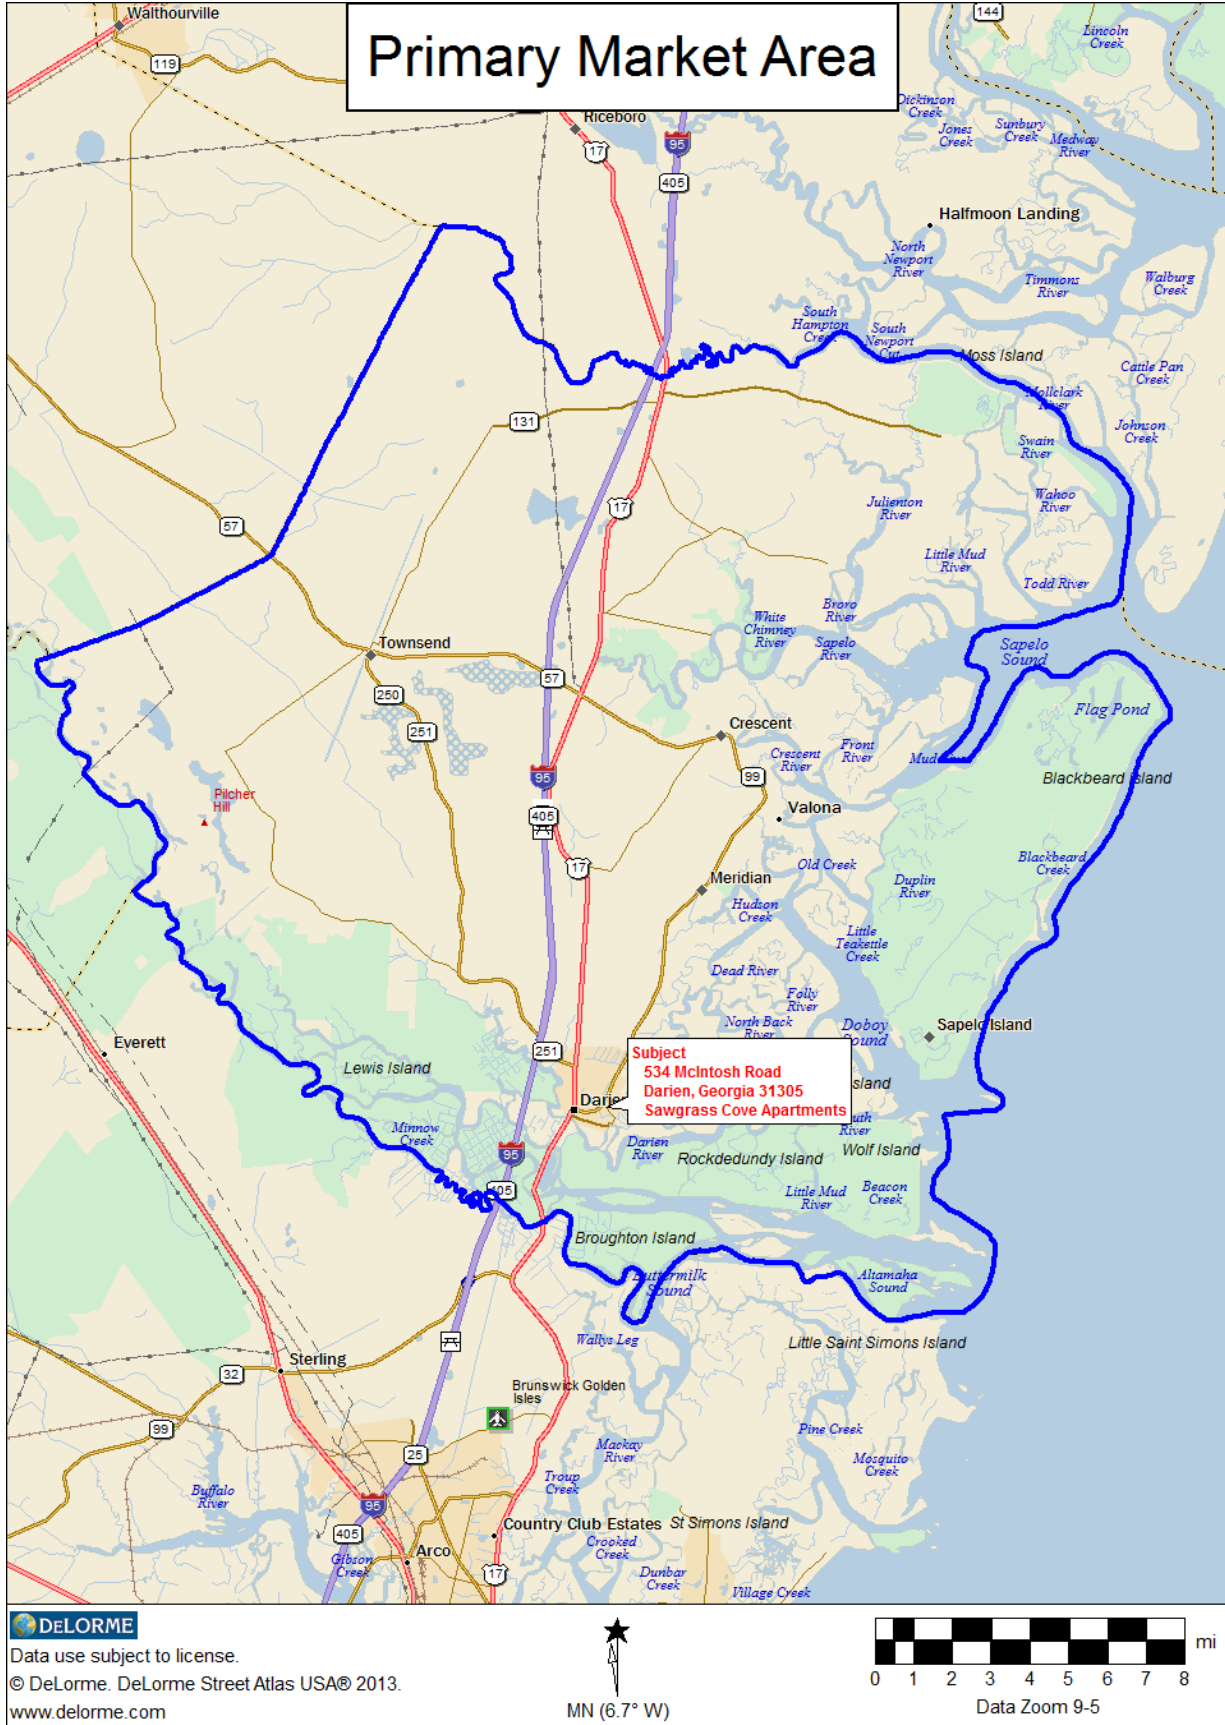 Primary Market Area
Walthourville
144
Lincoln
Creek
119
Dickinson
Creek
Jones
Creek
Sunbury
Creek
Medway
River
Riceboro
17
95
405
Halfmoon Landing
North
Newport
River
Timmons
River
Walburg
Creek
South
Hampton
Creek
South
Newport
Cut
Moss Island
Cattle Pan
Creek
Mollclark
River
131
Johnson
Creek
Swain
River
17
57
Julienton
River
Wahoo
River
Little Mud
River
Todd River
White
Chimney
River
Broro
River
Sapelo
River
Sapelo
Sound
Townsend
57
250
251
Flag Pond
Crescent
Crescent
River
Front
River
Mud
95
99
Blackbeard Island
Pilcher
Hill
405
Valona
17
Old Creek
Blackbeard
Creek
Meridian
Duplin
River
Hudson
Creek
Little
Teakettle
Creek
Dead River
Folly
River
North Back
River
Doboy
Sound
Sapelo Island
Everett
251
Subject
534 McIntosh Road
Darien, Georgia 31305
Sawgrass Cove Apartments
Lewis Island
Darie
sland
uth
River
Minnow
Creek
95
Darien
River
Rockdedundy Island
Wolf Island
405
Little Mud
River
Beacon
Creek
Broughton Island
Buttermilk
Sound
Altamaha
Sound
Wallys Leg
Little Saint Simons Island
Sterling
32
Brunswick Golden
Isles
99
25
Mackay
River
Pine Creek
Mosquito
Creek
Buffalo
River
Troup
Creek
95
405
Country Club Estates
St Simons Island
Arco
Crooked
Creek
Gibson
Creek
17
Dunbar
Creek
Village Creek
DELORME
Data use subject to license.
© DeLorme. DeLorme Street Atlas USA® 2013.
www.delorme.com
MN (6.7° W)
mi
0 1 2 3 4 5 6 7 8
Data Zoom 9-5